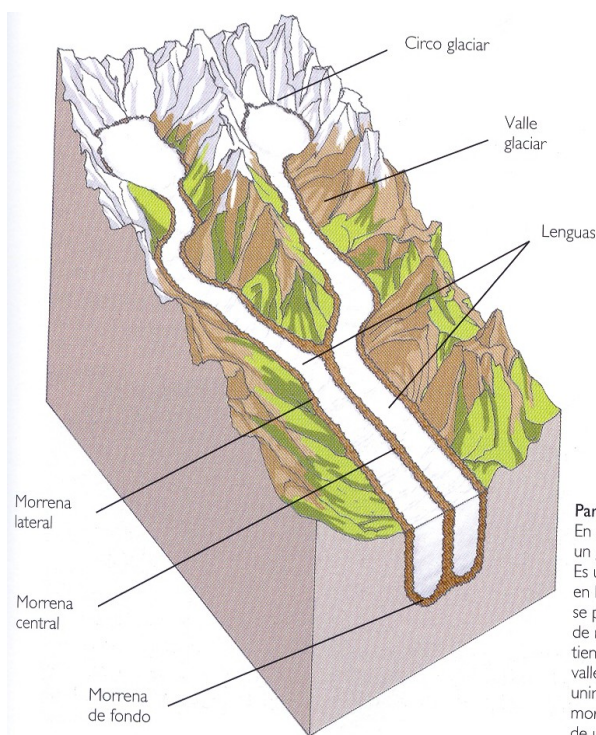 Circo glaciar
Valle
glaciar
Lenguas
Morrena
lateral
Morrena
central
Morrena
de fondo
En
un
Es u
en l
se p
de
tien
valle
unir
mor
de u